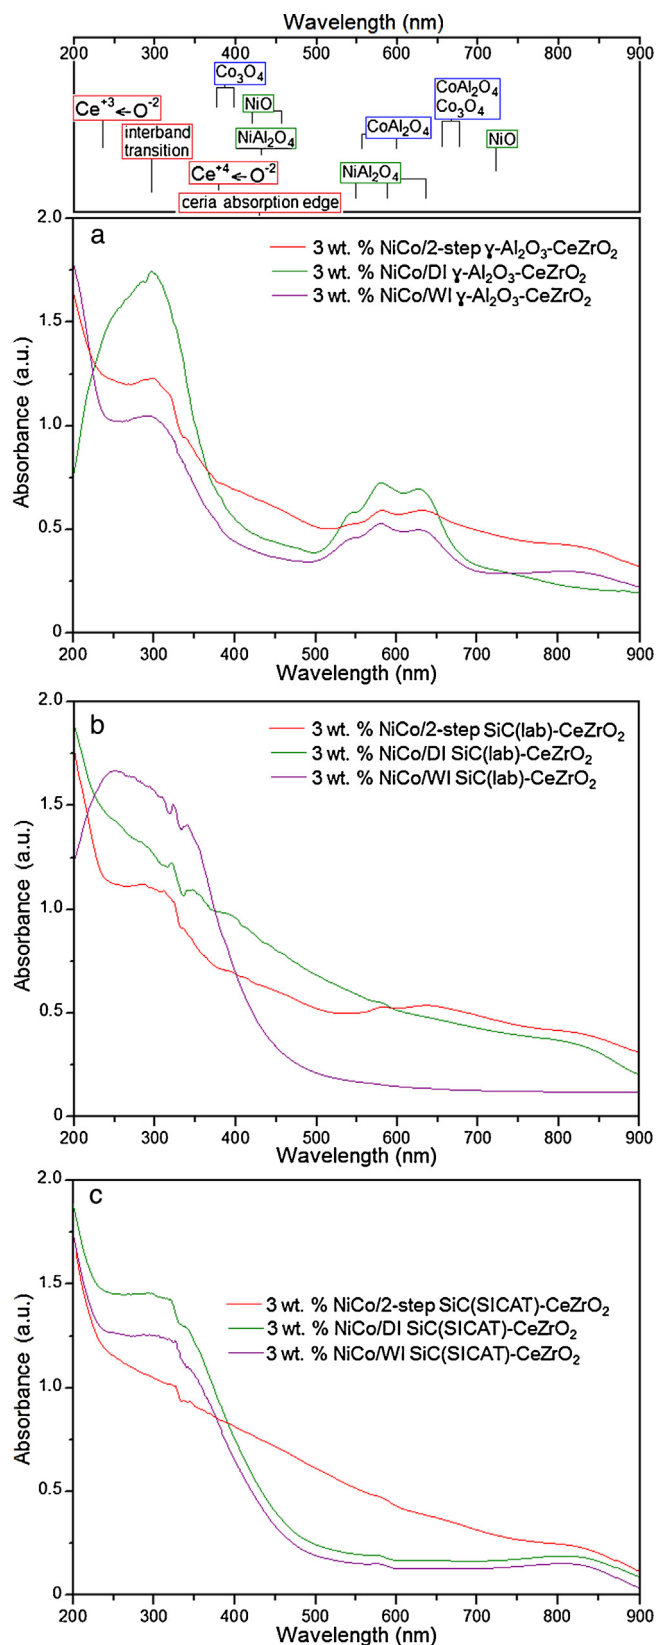 Wavelength (nm)
200 300 400 500 600 700 800 900
Co3O4
CoAl2O4
Co3O4
Ce+3 ← O-2
NiO
CoAl2O4
NiO
interband
transition
NiAl2O4
Ce+4 ← O-2
NiAl2O4
ceria absorption edge
2.0
a
3 wt. % NiCo/2-step γ-Al2O3-CeZrO2
3 wt. % NiCo/DI γ-Al2O3-CeZrO2
3 wt. % NiCo/WI γ-Al2O3-CeZrO2
1.5
1.0
0.5
0
Absorbance (a.u.)
200 300 400 500 600 700 800 900
Wavelength (nm)
2.0
b
3 wt. % NiCo/2-step SiC(lab)-CeZrO2
3 wt. % NiCo/DI SiC(lab)-CeZrO2
3 wt. % NiCo/WI SiC(lab)-CeZrO2
1.5
1.0
0.5
0
Absorbance (a.u.)
200 300 400 500 600 700 800 900
Wavelength (nm)
2.0
c
3 wt. % NiCo/2-step SiC(SICAT)-CeZrO2
3 wt. % NiCo/DI SiC(SICAT)-CeZrO2
3 wt. % NiCo/WI SiC(SICAT)-CeZrO2
1.5
1.0
0.5
0
Absorbance (a.u.)
200 300 400 500 600 700 800 900
Wavelength (nm)